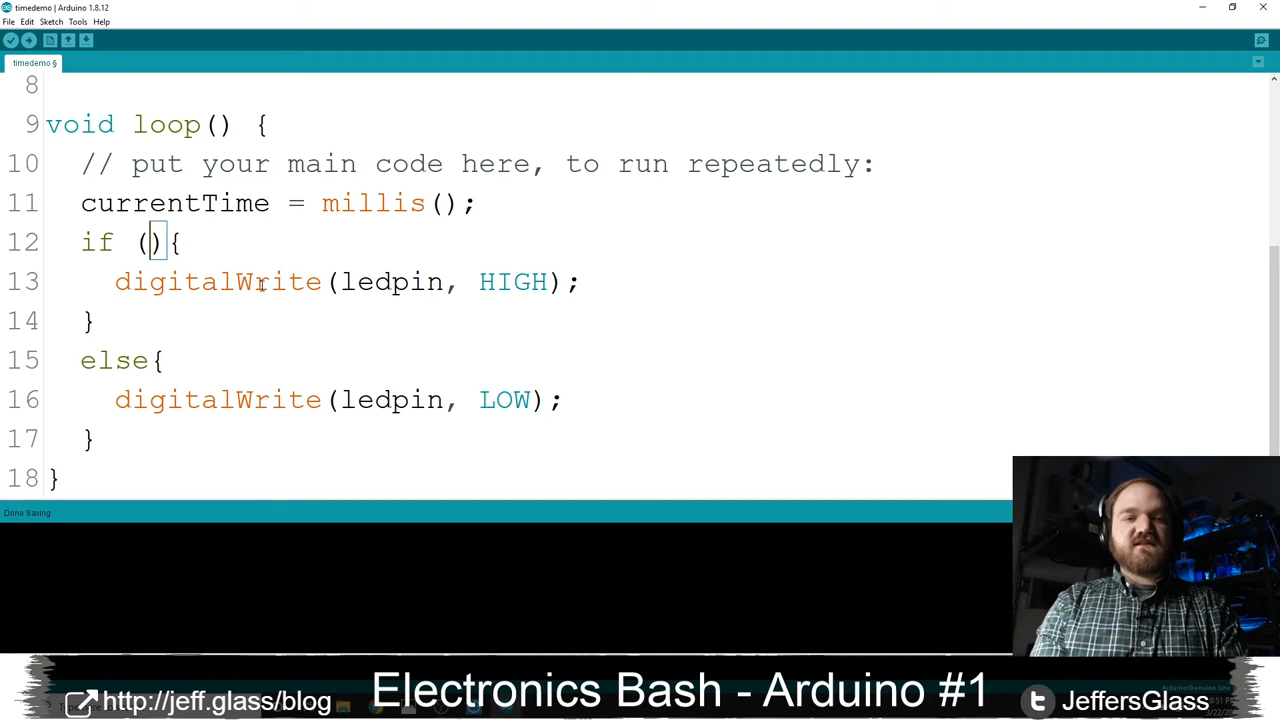 timedemo | Arduino 1.8.12
File Edit Sketch Tools Help
timedemo §
8
9 void loop() {
10 // put your main code here, to run repeatedly:
11 currentTime = millis();
12 if (){
13 digitalWrite(ledpin, HIGH);
14 }
15 else{
16 digitalWrite(ledpin, LOW);
17 }
18 }
Done Saving.
http://jeff.glass/blog
Electronics Bash - Arduino #1
JeffersGlass